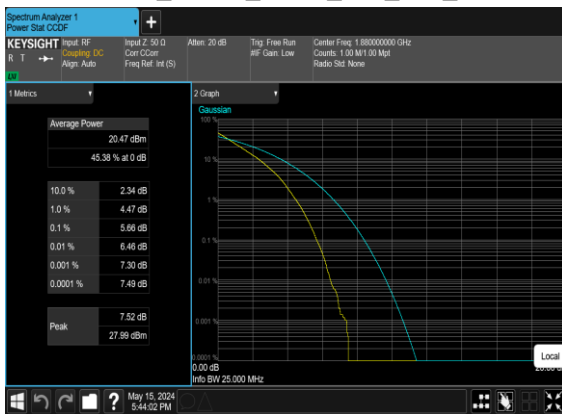 Spectrum Analyzer 1
Power Stat CCDF
+
KEYSIGHT
R T
LM
Input: RF
Coupling: DC
Align: Auto
Input Z: 50 Ω
Corr CCorr
Freq Ref: Int (S)
Atten: 20 dB
Trig: Free Run
#IF Gain: Low
Center Freq: 1.880000000 GHz
Counts: 1.00 M/1.00 Mpt
Radio Std: None
1 Metrics
Average Power
20.47 dBm
45.38 % at 0 dB
10.0 % 2.34 dB
1.0 % 4.47 dB
0.1 % 5.66 dB
0.01 % 6.46 dB
0.001 % 7.30 dB
0.0001 % 7.49 dB
Peak
7.52 dB
27.99 dBm
2 Graph
Gaussian
100 %
10 %
1 %
0.1 %
0.01 %
0.001 %
0.0001 %
0.00 dB
Info BW 25.000 MHz
Local
?
May 15, 2024
5:44:02 PM